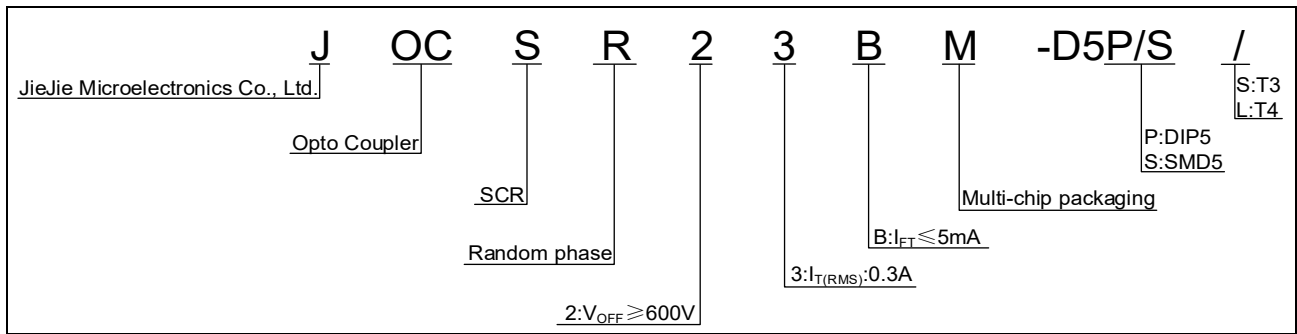 J OC S R 2 3 B M -D5P/S /
JieJie Microelectronics Co., Ltd.
S:T3
L:T4
Opto Coupler
P:DIP5
S:SMD5
SCR
Multi-chip packaging
B:IFT≤5mA
Random phase
3:IT(RMS):0.3A
2:VOFF≥600V